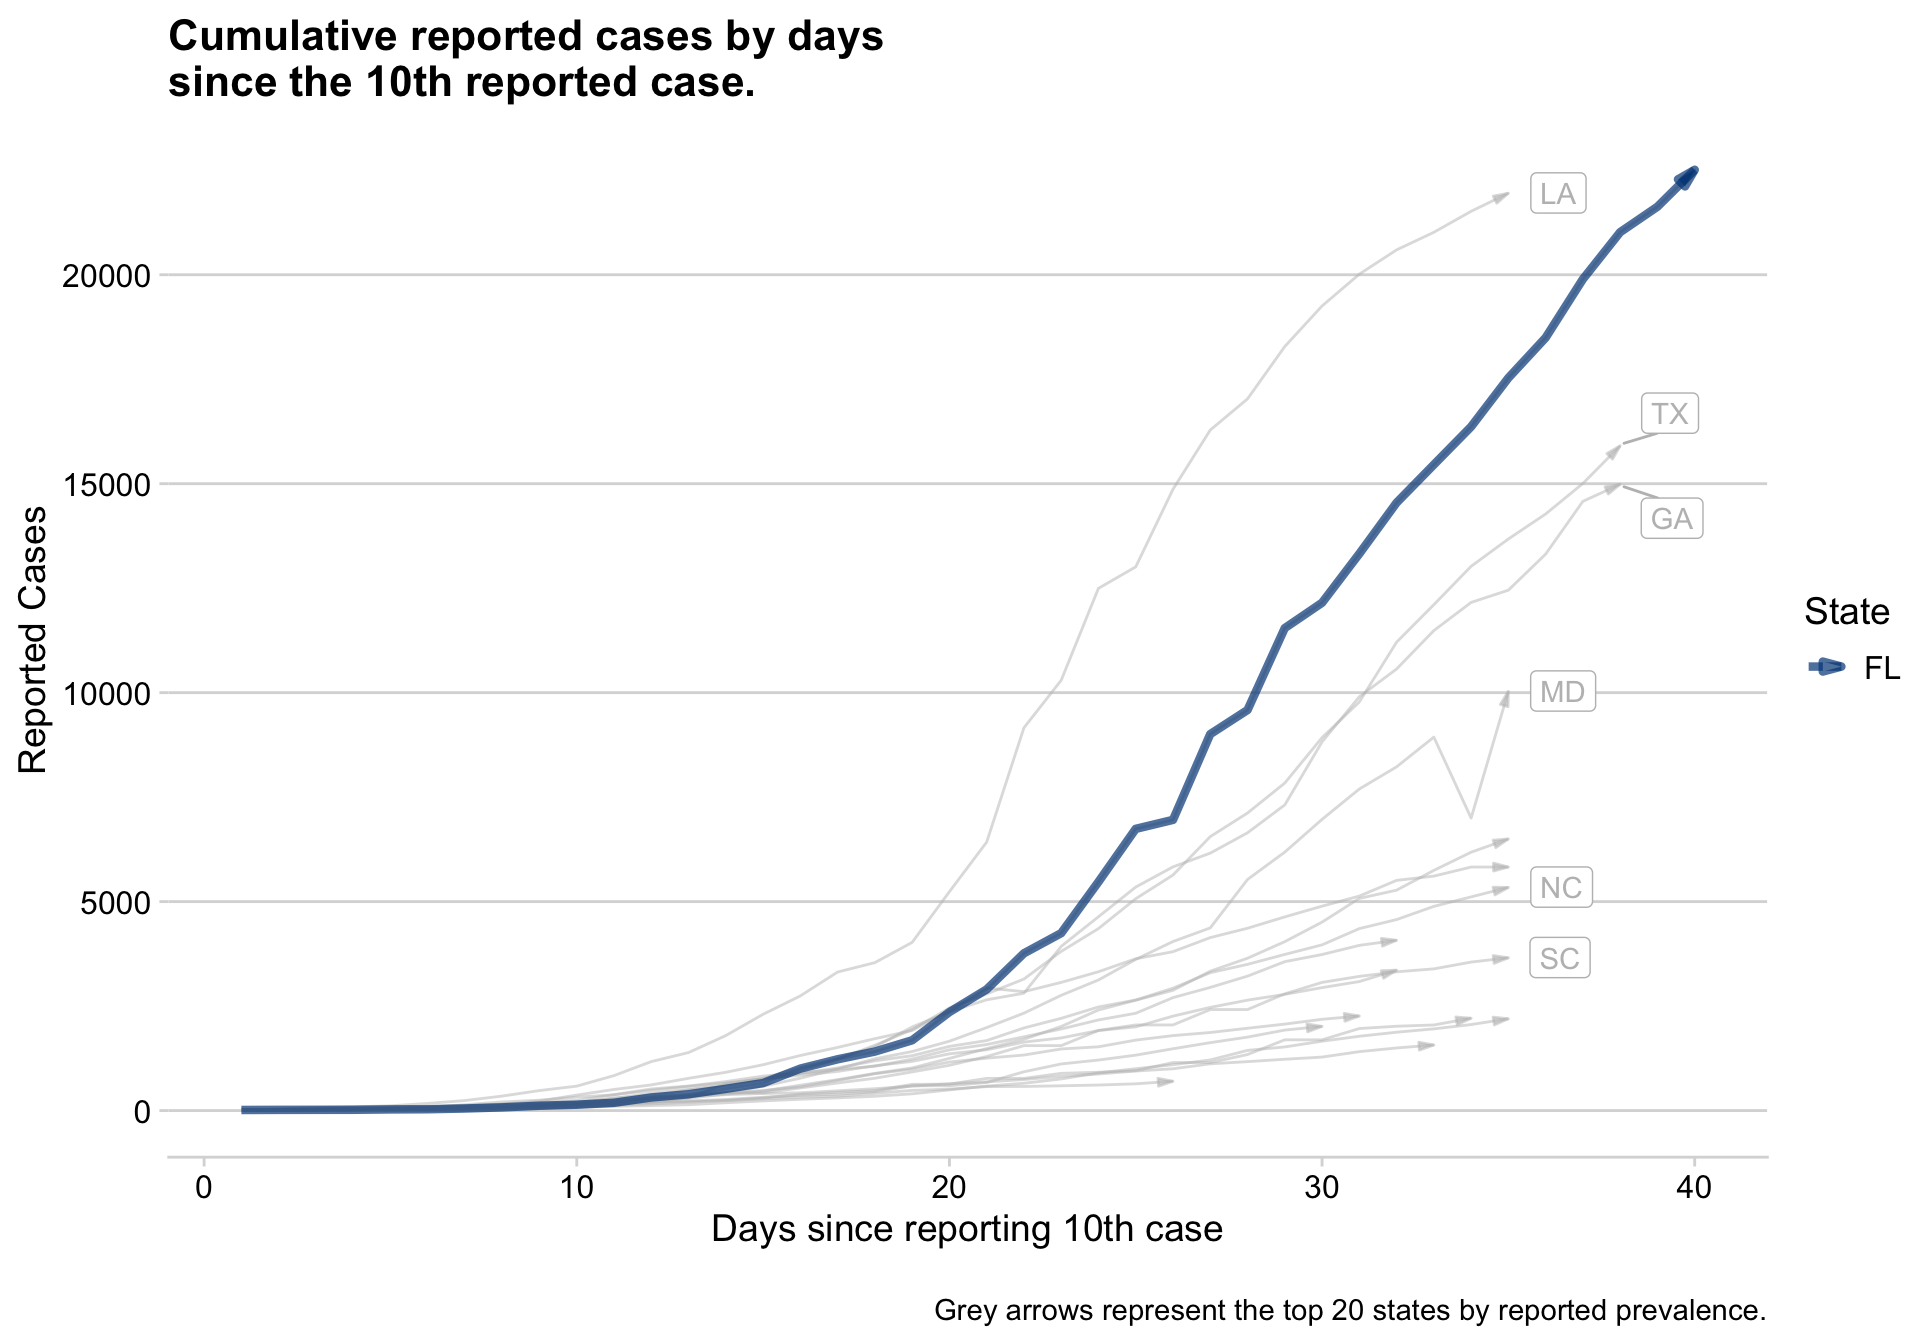 Cumulative reported cases by days
since the 10th reported case.
LA
20000
TX
15000
GA
Reported Cases
State
FL
10000
MD
5000
NC
SC
0
0 10 20 30 40
Days since reporting 10th case
Grey arrows represent the top 20 states by reported prevalence.